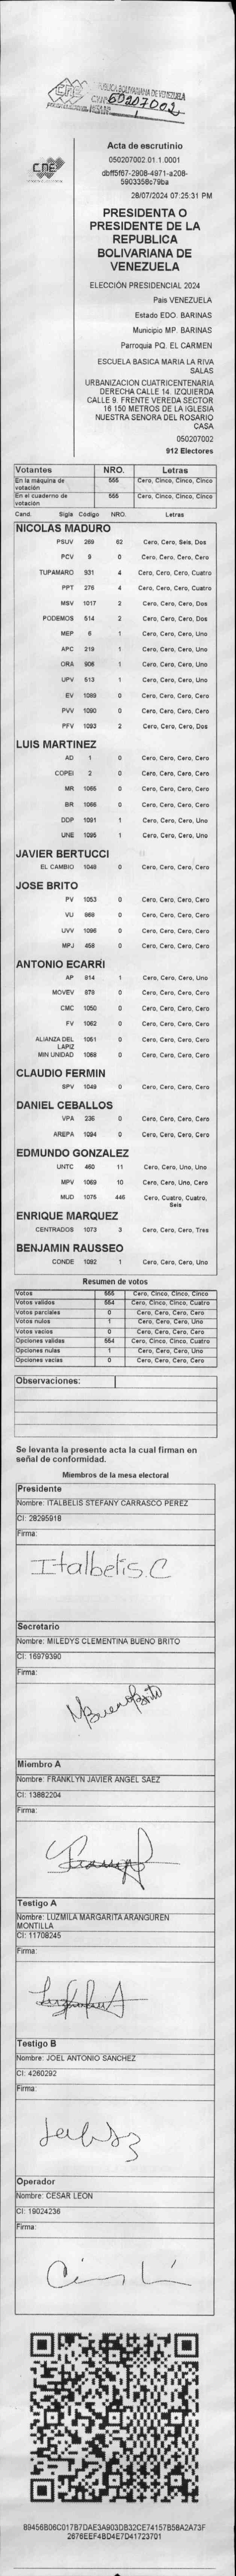 CNE
REPUBLICA BOLIVARIANA DE VENEZUELA
60207002
1
CNE
Acta de escrutinio
050207002.01.1.0001
dbff5f67-2908-4971-a208-
5903358c79ba
28/07/2024 07:25:31 PM
PRESIDENTA O
PRESIDENTE DE LA
REPUBLICA
BOLIVARIANA DE
VENEZUELA
ELECCIÓN PRESIDENCIAL 2024
Pais VENEZUELA
Estado EDO. BARINAS
Municipio MP. BARINAS
Parroquia PQ. EL CARMEN
ESCUELA BASICA MARIA LA RIVA
SALAS
URBANIZACION CUATRICENTENARIA
DERECHA CALLE 14. IZQUIERDA
CALLE 9. FRENTE VEREDA SECTOR
16 150 METROS DE LA IGLESIA
NUESTRA SENORA DEL ROSARIO
CASA
050207002
912 Electores
Votantes NRO. Letras
En la máquina de votación 555 Cero, Cinco, Cinco, Cinco
En el cuaderno de votación 555 Cero, Cinco, Cinco, Cinco
Cand. Sigla Código NRO. Letras
NICOLAS MADURO
PSUV 269 62 Cero, Cero, Seis, Dos
PCV 5 0 Cero, Cero, Cero, Cero
TUPAMARO 931 4 Cero, Cero, Cero, Cuatro
PPT 276 4 Cero, Cero, Cero, Cuatro
MSV 1017 2 Cero, Cero, Cero, Dos
PODEMOS 514 2 Cero, Cero, Cero, Dos
MEP 6 1 Cero, Cero, Cero, Uno
APC 219 1 Cero, Cero, Cero, Uno
ORA 906 1 Cero, Cero, Cero, Uno
UPV 513 1 Cero, Cero, Cero, Uno
EV 1089 0 Cero, Cero, Cero, Cero
PVV 1090 0 Cero, Cero, Cero, Cero
PFV 1093 2 Cero, Cero, Cero, Dos
LUIS MARTINEZ
AD 1 0 Cero, Cero, Cero, Cero
COPEI 2 0 Cero, Cero, Cero, Cero
MR 1065 0 Cero, Cero, Cero, Cero
BR 1066 0 Cero, Cero, Cero, Cero
DDP 1091 1 Cero, Cero, Cero, Uno
UNE 1095 1 Cero, Cero, Cero, Uno
JAVIER BERTUCCI
EL CAMBIO 1048 0 Cero, Cero, Cero, Cero
JOSE BRITO
PV 1053 0 Cero, Cero, Cero, Cero
VU 868 0 Cero, Cero, Cero, Cero
UVV 1096 0 Cero, Cero, Cero, Cero
MPJ 458 0 Cero, Cero, Cero, Cero
ANTONIO ECARRI
AP 814 1 Cero, Cero, Cero, Uno
MOVEV 879 0 Cero, Cero, Cero, Cero
CMC 1050 0 Cero, Cero, Cero, Cero
FV 1062 0 Cero, Cero, Cero, Cero
ALIANZA DEL LAPIZ 1051 0 Cero, Cero, Cero, Cero
MIN UNIDAD 1068 0 Cero, Cero, Cero, Cero
CLAUDIO FERMIN
SPV 1049 0 Cero, Cero, Cero, Cero
DANIEL CEBALLOS
VPA 236 0 Cero, Cero, Cero, Cero
AREPA 1094 0 Cero, Cero, Cero, Cero
EDMUNDO GONZALEZ
UNTC 460 11 Cero, Cero, Uno, Uno
MPV 1069 10 Cero, Cero, Uno, Cero
MUD 1075 446 Cero, Cuatro, Cuatro,
Seis
ENRIQUE MARQUEZ
CENTRADOS 1073 3 Cero, Cero, Cero, Tres
BENJAMIN RAUSSEO
CONDE 1082 1 Cero, Cero, Cero, Uno
Resumen de votos
Votos 555 Cero, Cinco, Cinco, Cinco
Votos validos 554 Cero, Cinco, Cinco, Cuatro
Votos parciales 0 Cero, Cero, Cero, Cero
Votos nulos 1 Cero, Cero, Cero, Uno
Votos vacios 0 Cero, Cero, Cero, Cero
Opciones validas 554 Cero, Cinco, Cinco, Cuatro
Opciones nulas 1 Cero, Cero, Cero, Uno
Opciones vacias 0 Cero, Cero, Cero, Cero
Observaciones:
Se levanta la presente acta la cual firman en
señal de conformidad.
Miembros de la mesa electoral
Presidente
Nombre: ITALBELIS STEFANY CARRASCO PEREZ
CI: 28295918
Firma:
Italbelis.C
Secretario
Nombre: MILEDYS CLEMENTINA BUENO BRITO
CI: 16979390
Firma:
MBuenoBrito
Miembro A
Nombre: FRANKLYN JAVIER ANGEL SAEZ
CI: 13882204
Firma:
Testigo A
Nombre: LUZMILA MARGARITA ARANGUREN
MONTILLA
CI: 11708245
Firma:
Testigo B
Nombre: JOEL ANTONIO SANCHEZ
CI: 4260292
Firma:
Operador
Nombre: CESAR LEON
CI: 19024236
Firma:
89456B06C017B7DAE3A903DB32CE74157B58A2A73F
2676EEF4BD4E7D41723701